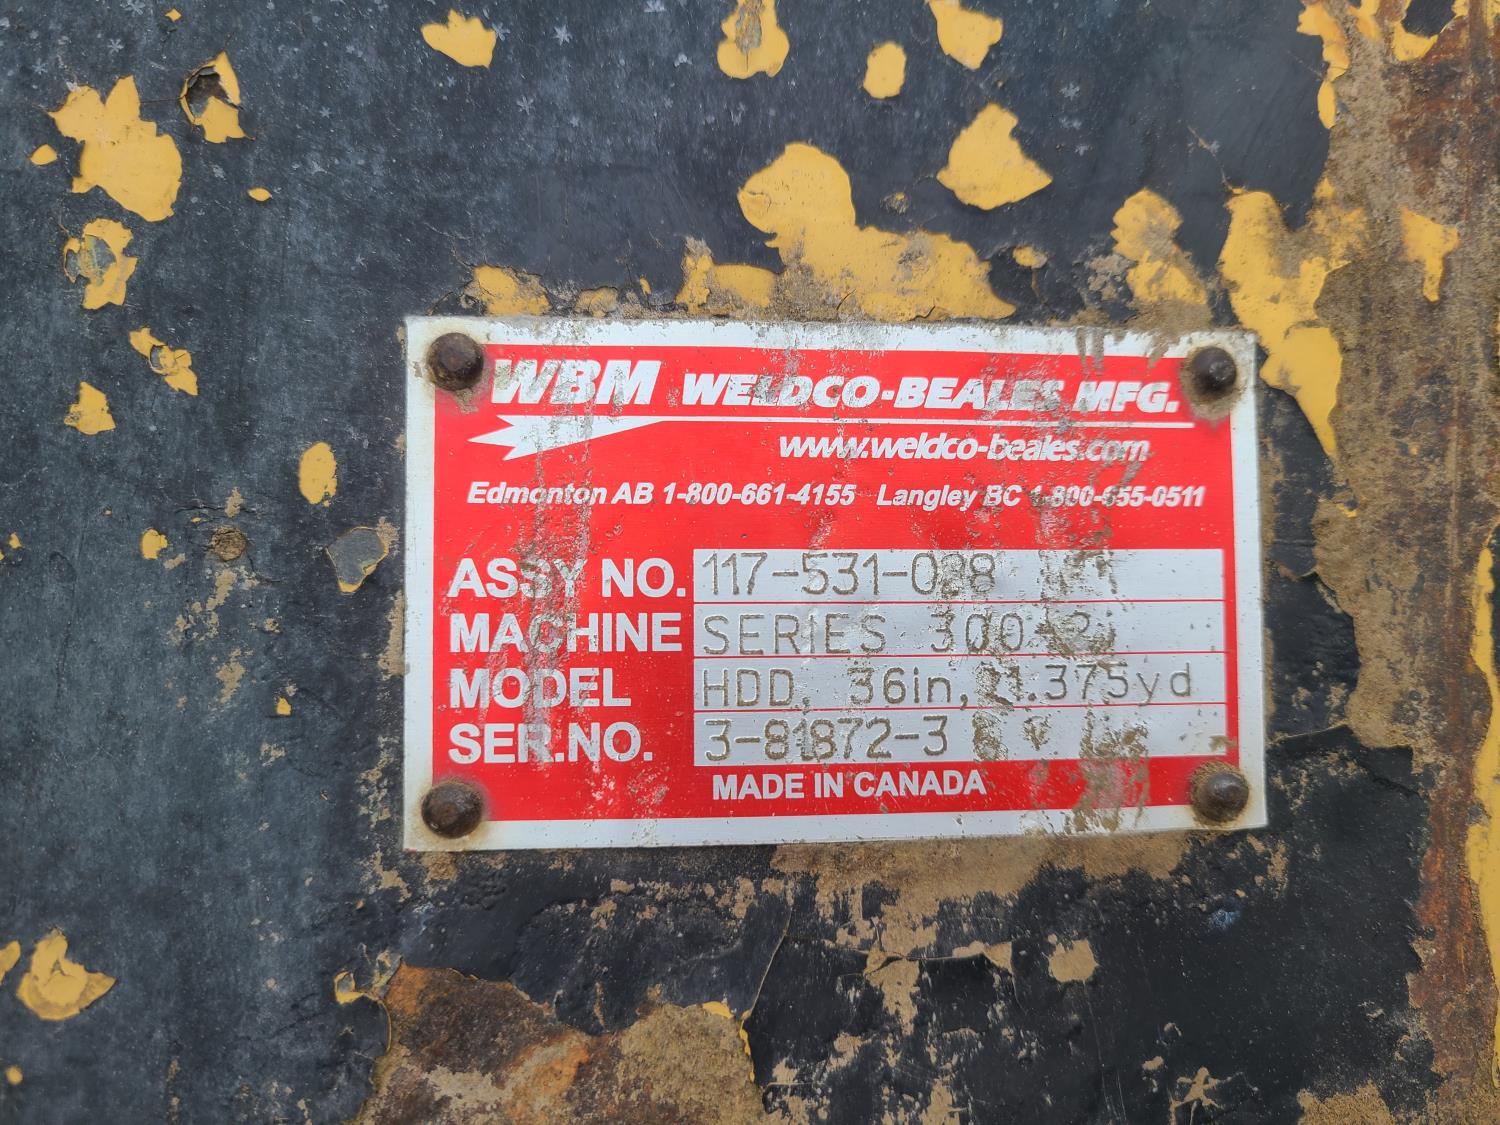 WBM WELDCO-BEALES MFG.
www.weldco-beales.com
Edmonton AB 1-800-661-4155 Langley BC 1-800-655-0511
ASSY NO. 117-531-028
MACHINE SERIES 300
MODEL HDD, 36in, 1.375yd
SER.NO. 3-81872-3
MADE IN CANADA